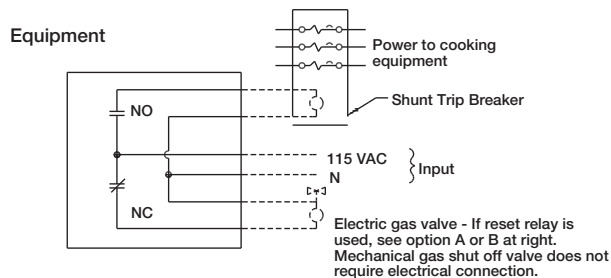 Equipment
Power to cooking
equipment
Shunt Trip Breaker
NO
115 VAC
Input
N
NC
Electric gas valve - If reset relay is
used, see option A or B at right.
Mechanical gas shut off valve does not
require electrical connection.